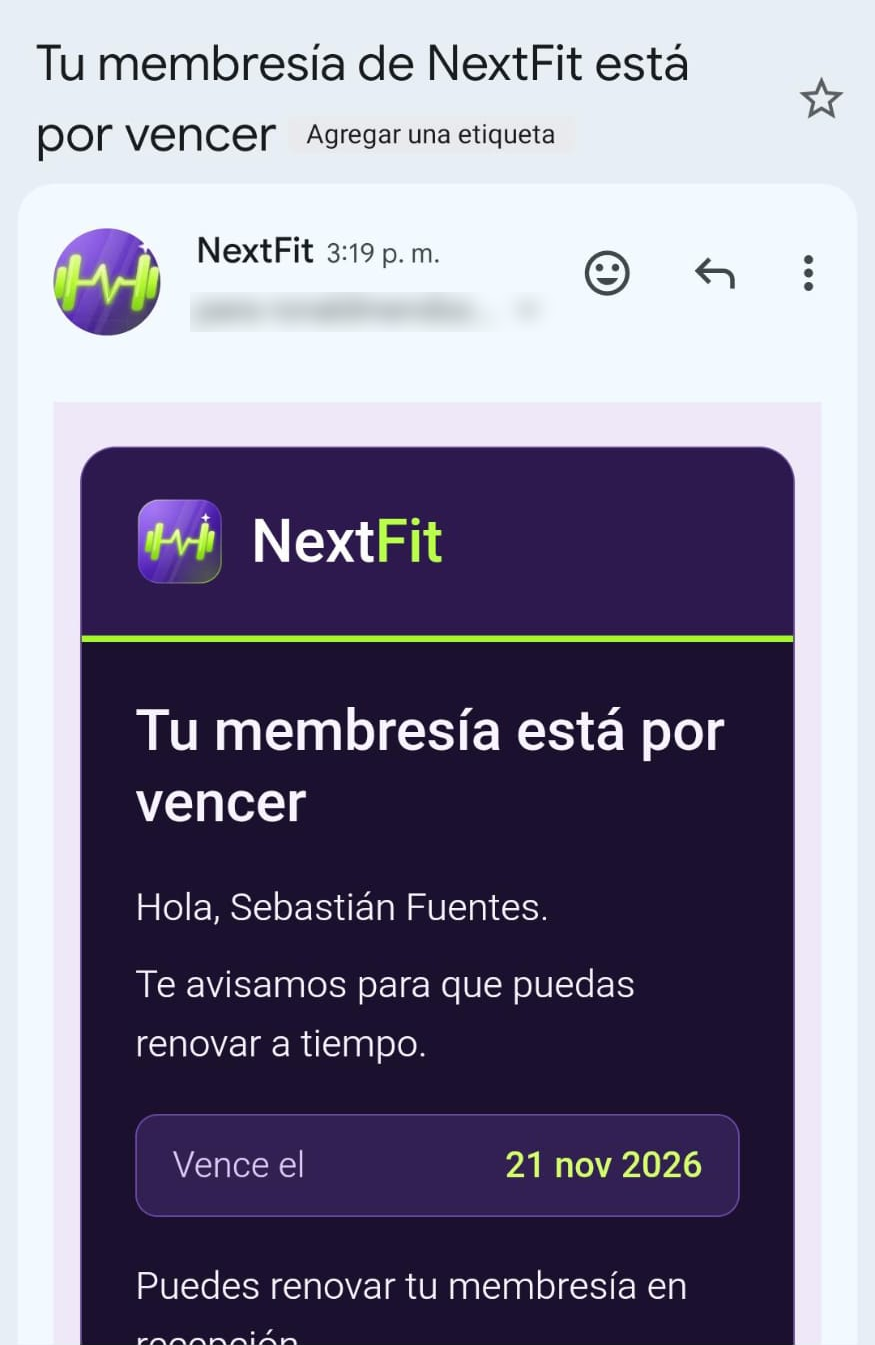 Tu membresía de NextFit está
por vencer Agregar una etiqueta
NextFit 3:19 p. m.
NextFit
Tu membresía está por
vencer
Hola, Sebastián Fuentes.
Te avisamos para que puedas
renovar a tiempo.
Vence el 21 nov 2026
Puedes renovar tu membresía en
recepción